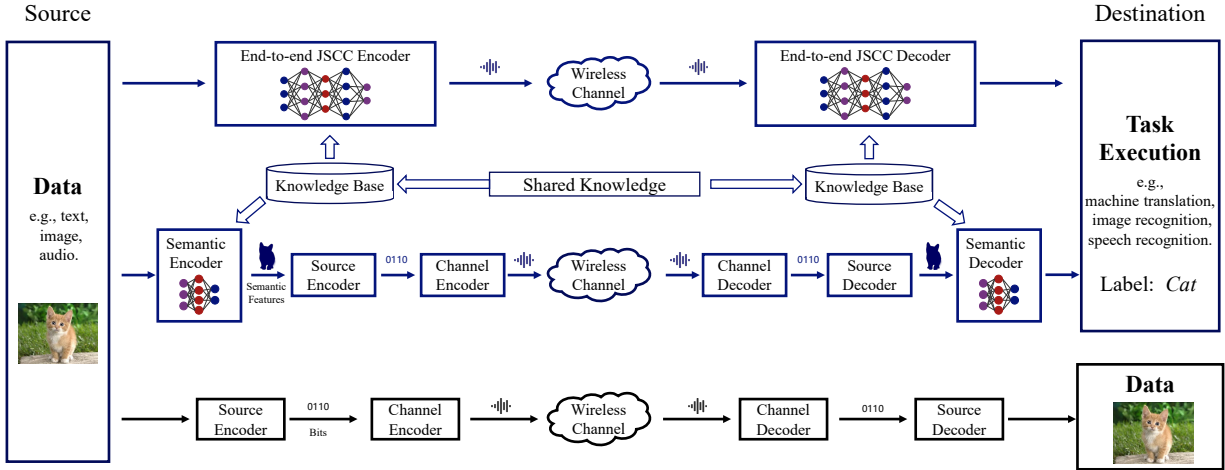 Source
Destination
End-to-end JSCC Encoder
Wireless
Channel
End-to-end JSCC Decoder
Data
e.g., text,
image,
audio.
Knowledge Base
Shared Knowledge
Knowledge Base
Task
Execution
e.g.,
machine translation,
image recognition,
speech recognition.
Label: Cat
Semantic
Encoder
Semantic
Features
Source
Encoder
0110
Channel
Encoder
Wireless
Channel
Channel
Decoder
0110
Source
Decoder
Semantic
Decoder
Source
Encoder
0110
Bits
Channel
Encoder
Wireless
Channel
Channel
Decoder
0110
Source
Decoder
Data